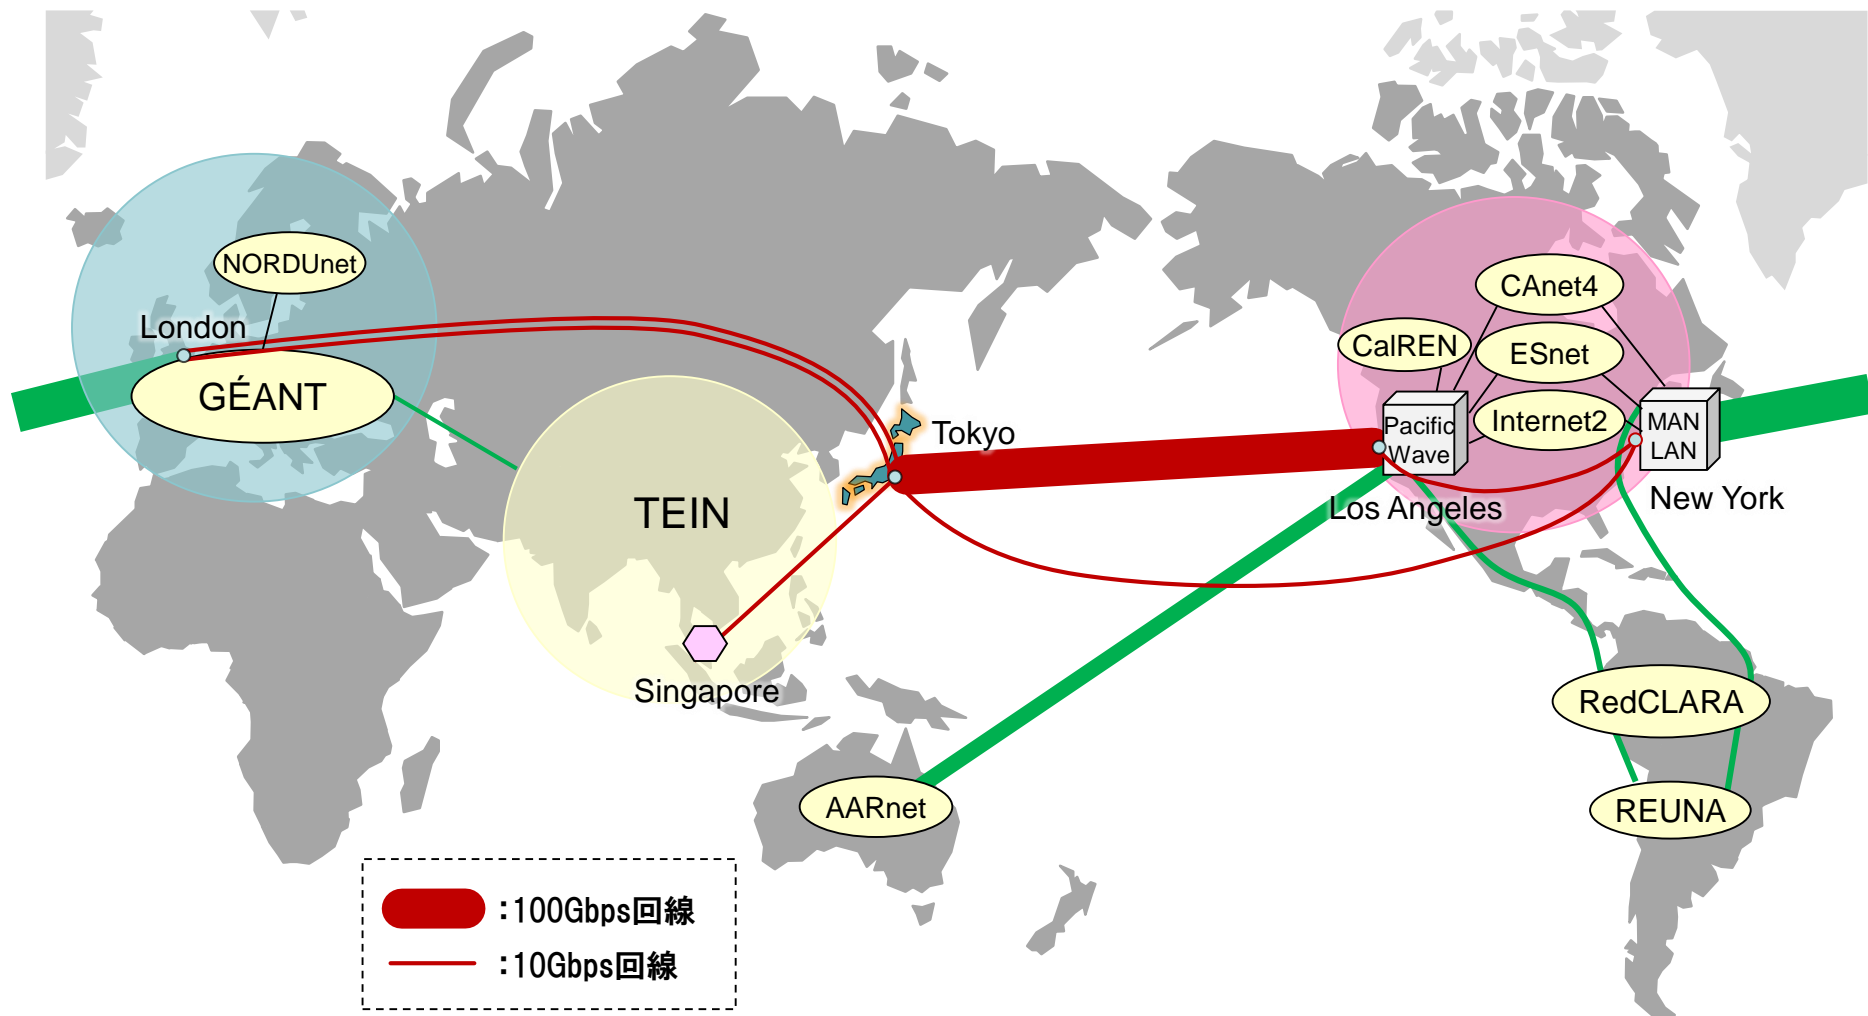 NORDUnet
London
GÉANT
TEIN
Singapore
Tokyo
AARnet
CAnet4
CalREN
ESnet
Internet2
Pacific
Wave
MAN
LAN
Los Angeles
New York
RedCLARA
REUNA
:100Gbps回線
:10Gbps回線